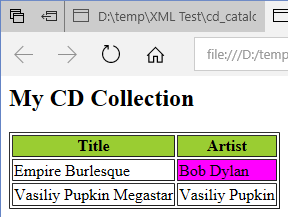 D:\temp\XML Test\cd_catalo
file:///D:/temp
My CD Collection
Title Artist
Empire Burlesque Bob Dylan
Vasiliy Pupkin Megastar Vasiliy Pupkin